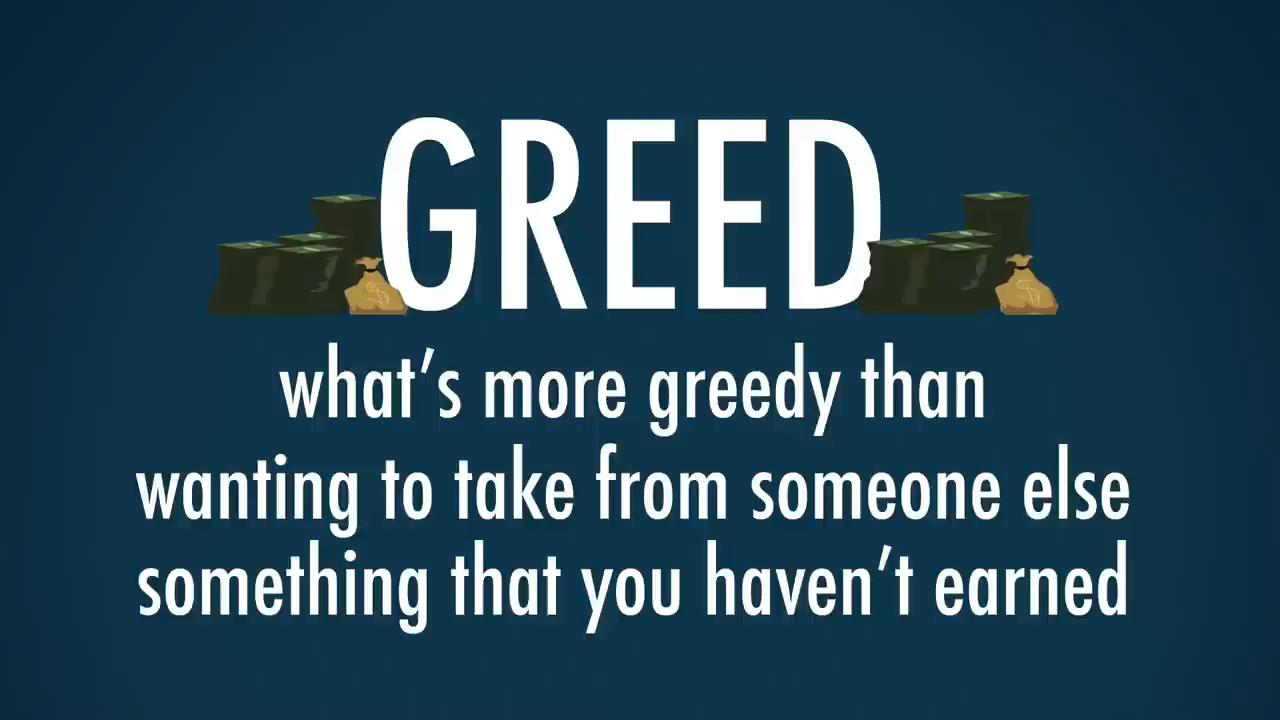 GREED
what’s more greedy than
wanting to take from someone else
something that you haven’t earned